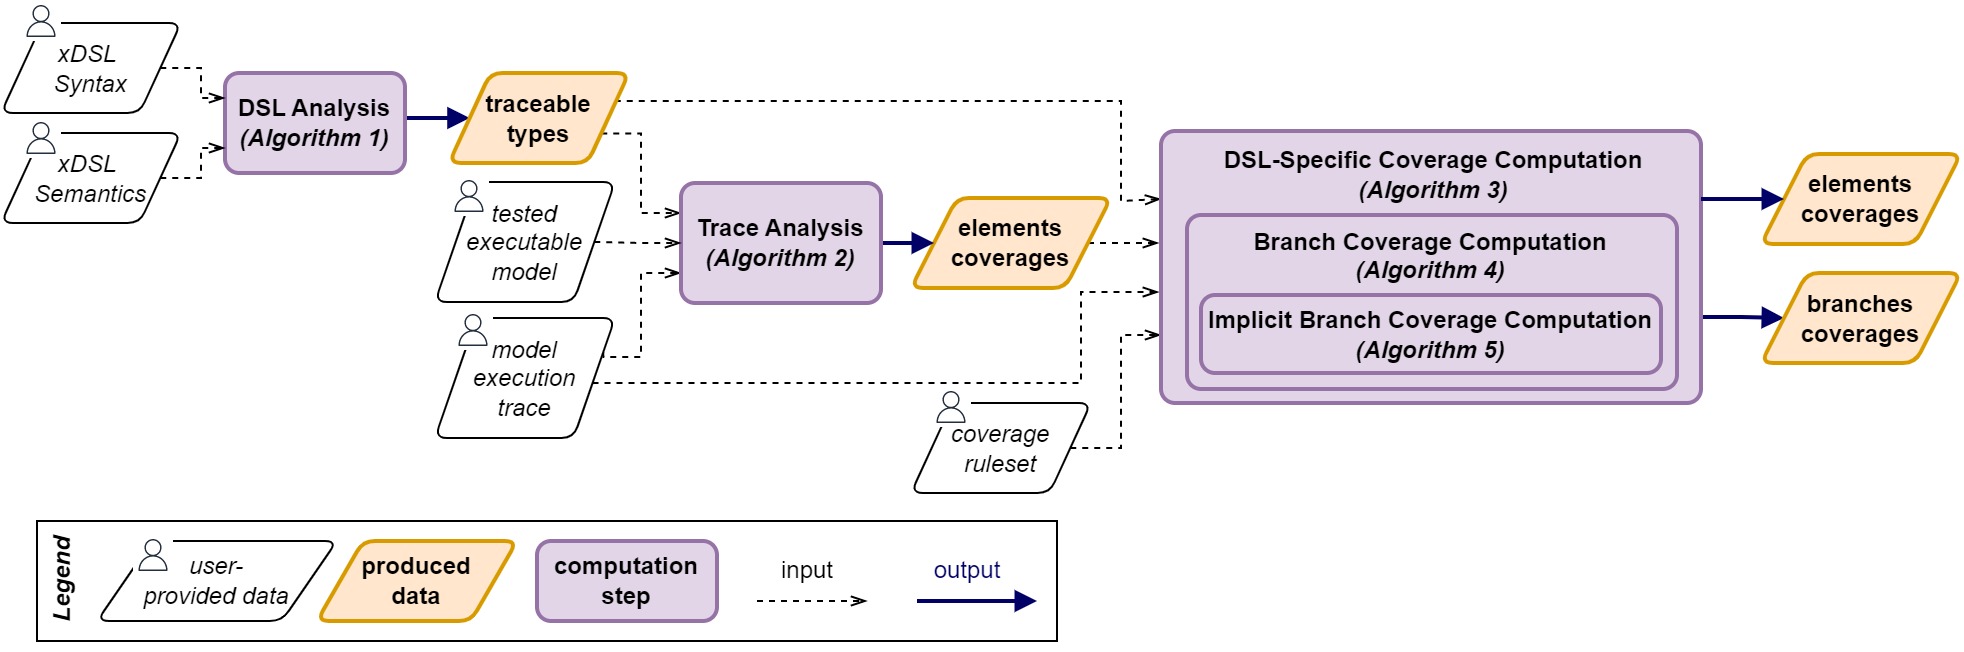 xDSL
Syntax
xDSL
Semantics
DSL Analysis
(Algorithm 1)
traceable
types
tested
executable
model
model
execution
trace
Trace Analysis
(Algorithm 2)
elements
coverages
coverage
ruleset
DSL-Specific Coverage Computation
(Algorithm 3)
Branch Coverage Computation
(Algorithm 4)
Implicit Branch Coverage Computation
(Algorithm 5)
elements
coverages
branches
coverages
Legend
user-
provided data
produced
data
computation
step
input
output